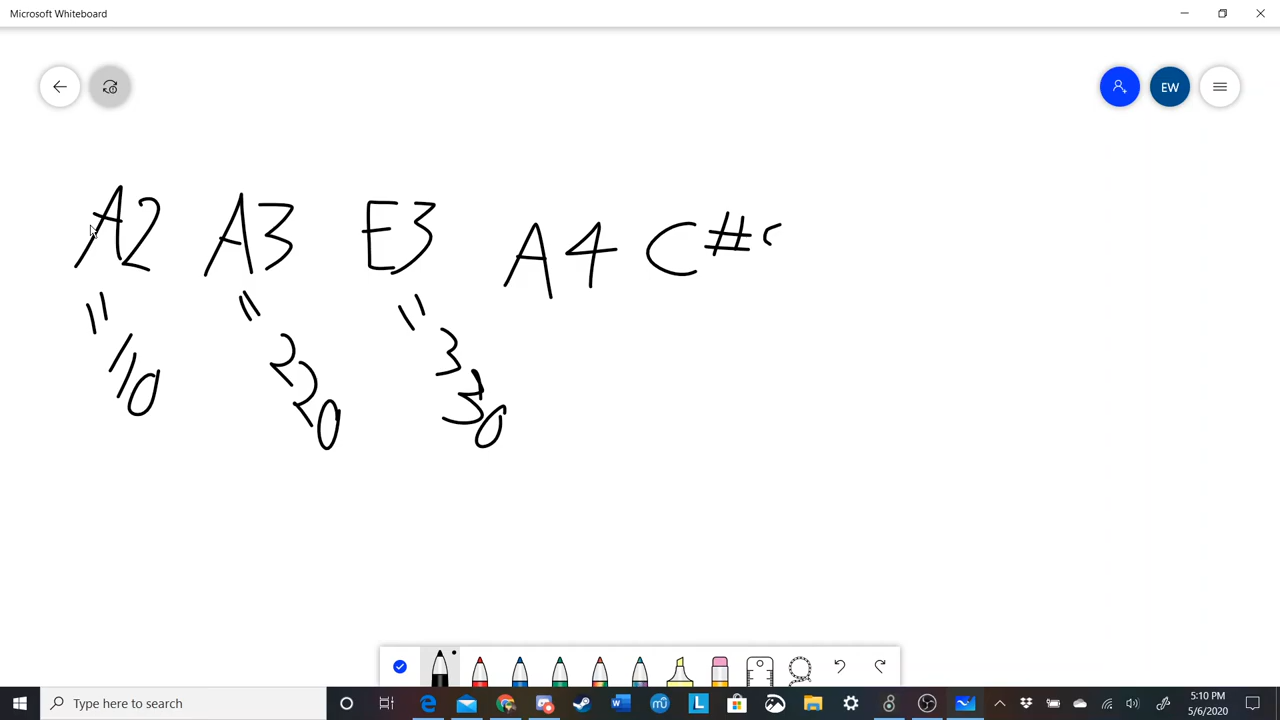 Microsoft Whiteboard
EW
A2 A3 E3 A4 C#
" " "
110 220 330
Type here to search
5:10 PM
5/6/2020